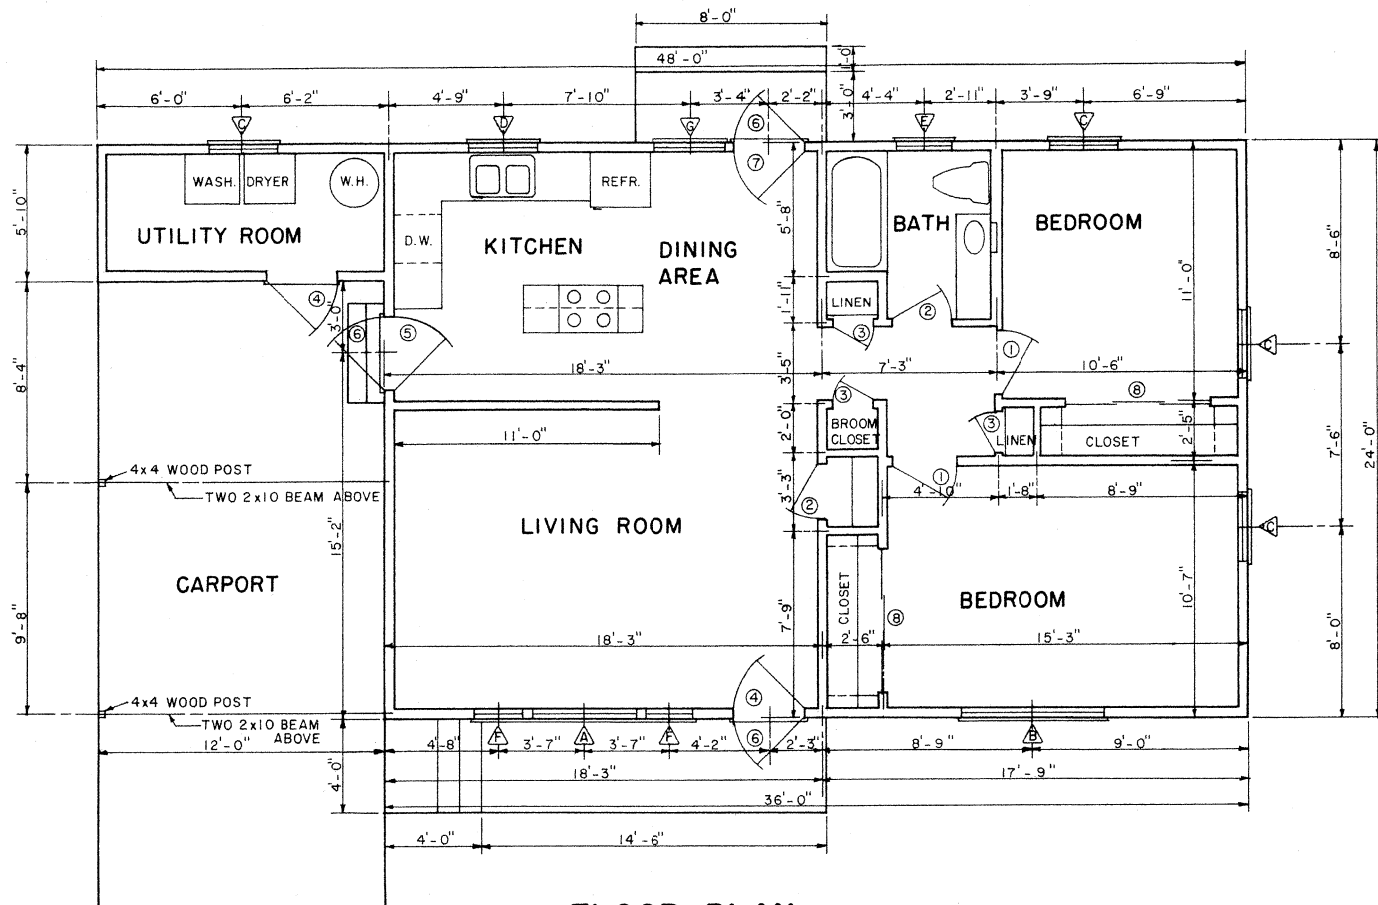 8'-0"
48'-0"
1'-0"
6'-0" 6'-2" 4'-9" 7'-10" 3'-4" 2'-2" 3'-0" 4'-4" 2'-11" 3'-9" 6'-9"
C D G 6 E C
7
WASH. DRYER W.H. REFR.
5'-10" 5'-8" 8'-6"
UTILITY ROOM D.W. KITCHEN DINING BATH BEDROOM
AREA
11'-0"
4 3'-0" 1'-11" LINEN
6 5 3 2
8'-4" 18'-3" 3'-5" 7'-3" 1 10'-6" C
3 8
2'-0" BROOM 3 2'-5" 24'-0"
11'-0" CLOSET LINEN CLOSET 7'-6"
4x4 WOOD POST 3'-3" 1
TWO 2x10 BEAM ABOVE 4'-10" 1'-8" 8'-9"
2
LIVING ROOM C
15'-2"
CARPORT CLOSET 10'-7"
BEDROOM
9'-8" 7'-9" 8 8'-0"
18'-3" 2'-6" 15'-3"
4x4 WOOD POST 4
TWO 2x10 BEAM
ABOVE F A F 6 B
12'-0" 4'-8" 3'-7" 3'-7" 4'-2" 2'-3" 8'-9" 9'-0"
4'-0" 18'-3" 17'-9"
36'-0"
4'-0" 14'-6"
FLOOR PLAN